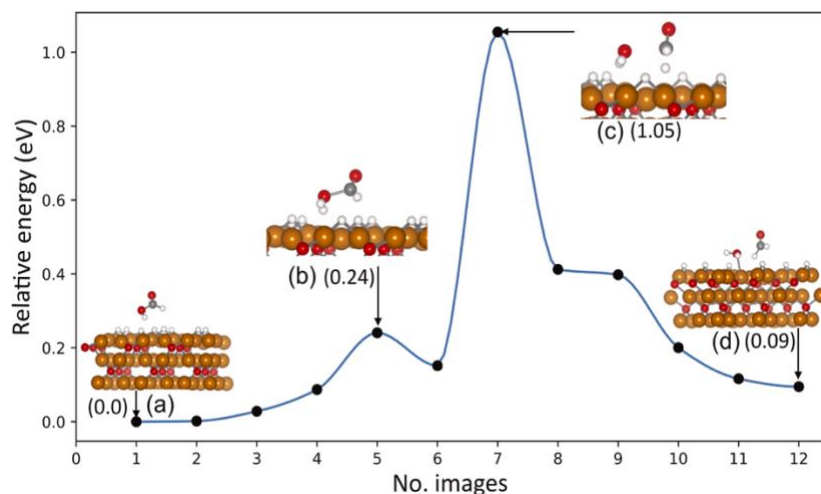 1.0
0.8
0.6
0.4
0.2
0.0
Relative energy (eV)
(c) (1.05)
(b) (0.24)
(d) (0.09)
(0.0) (a)
0 1 2 3 4 5 6 7 8 9 10 11 12
No. images